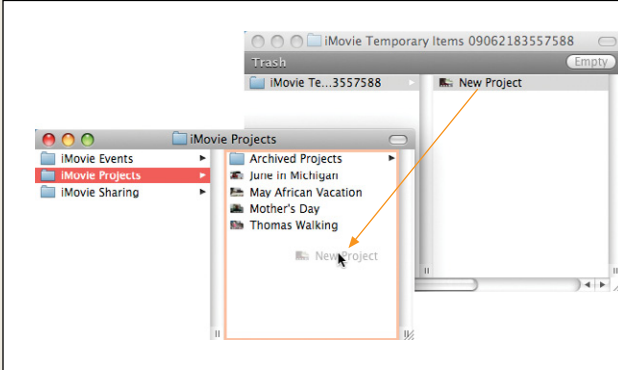 iMovie Temporary Items 09062183557588
Trash
Empty
iMovie Te...3557588
New Project
iMovie Projects
iMovie Events
iMovie Projects
iMovie Sharing
Archived Projects
June in Michigan
May African Vacation
Mother's Day
Thomas Walking
New Project